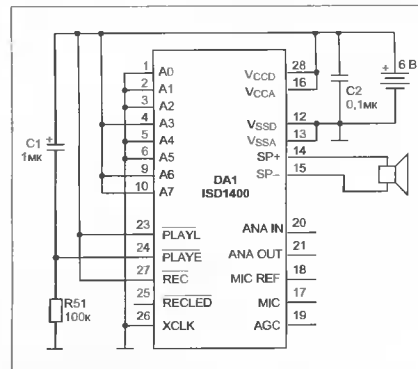 1 A0
2 A1
3 A2
4 A3
5 A4
6 A5
9 A6
10 A7
23 PLAYL
24 PLAYE
27 REC
25 RECLED
26 XCLK
DA1
ISD1400
VCCD 28
VCCA 16
VSSD 12
VSSA 13
SP+ 14
SP– 15
ANA IN 20
ANA OUT 21
MIC REF 18
MIC 17
AGC 19
C1 +
1мк
R51
100к
C2
0,1мк
+ 6 В